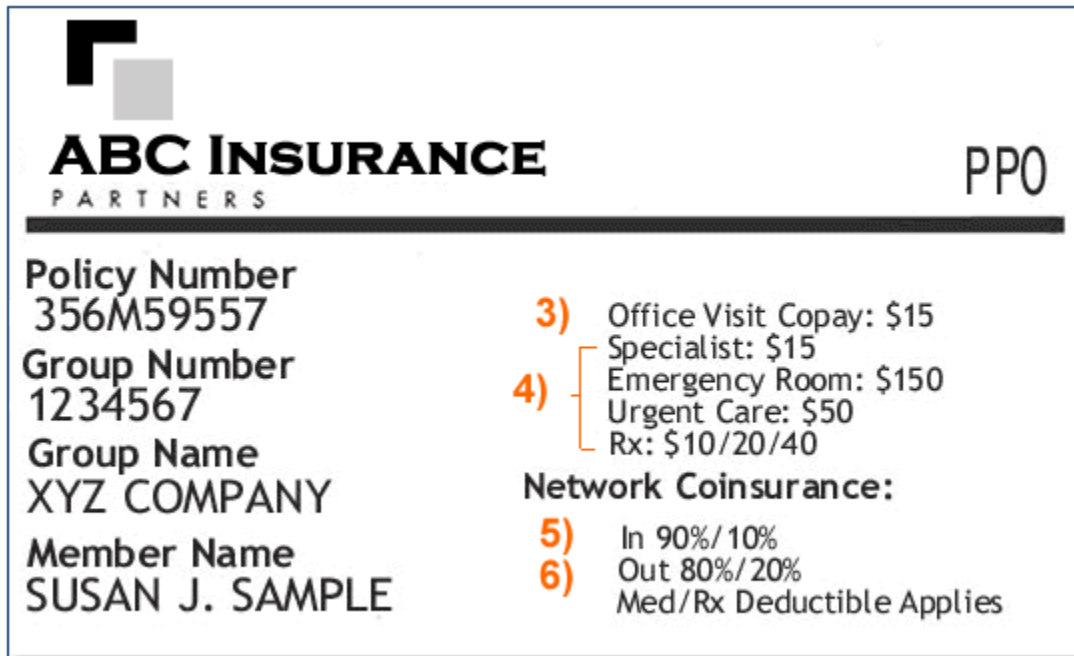 ABC INSURANCE
PARTNERS
PPO
Policy Number
356M59557
Group Number
1234567
Group Name
XYZ COMPANY
Member Name
SUSAN J. SAMPLE
3) Office Visit Copay: $15
Specialist: $15
4) Emergency Room: $150
Urgent Care: $50
Rx: $10/20/40
Network Coinsurance:
5) In 90%/10%
6) Out 80%/20%
Med/Rx Deductible Applies